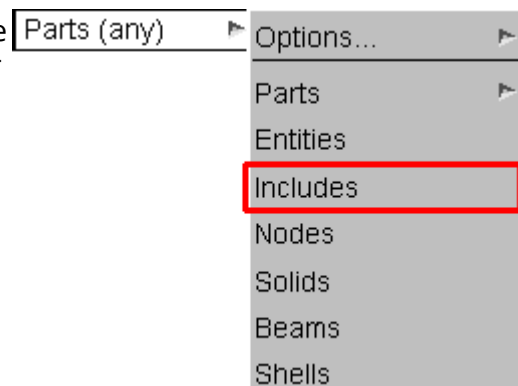 e Parts (any) Options...
Parts
Entities
Includes
Nodes
Solids
Beams
Shells